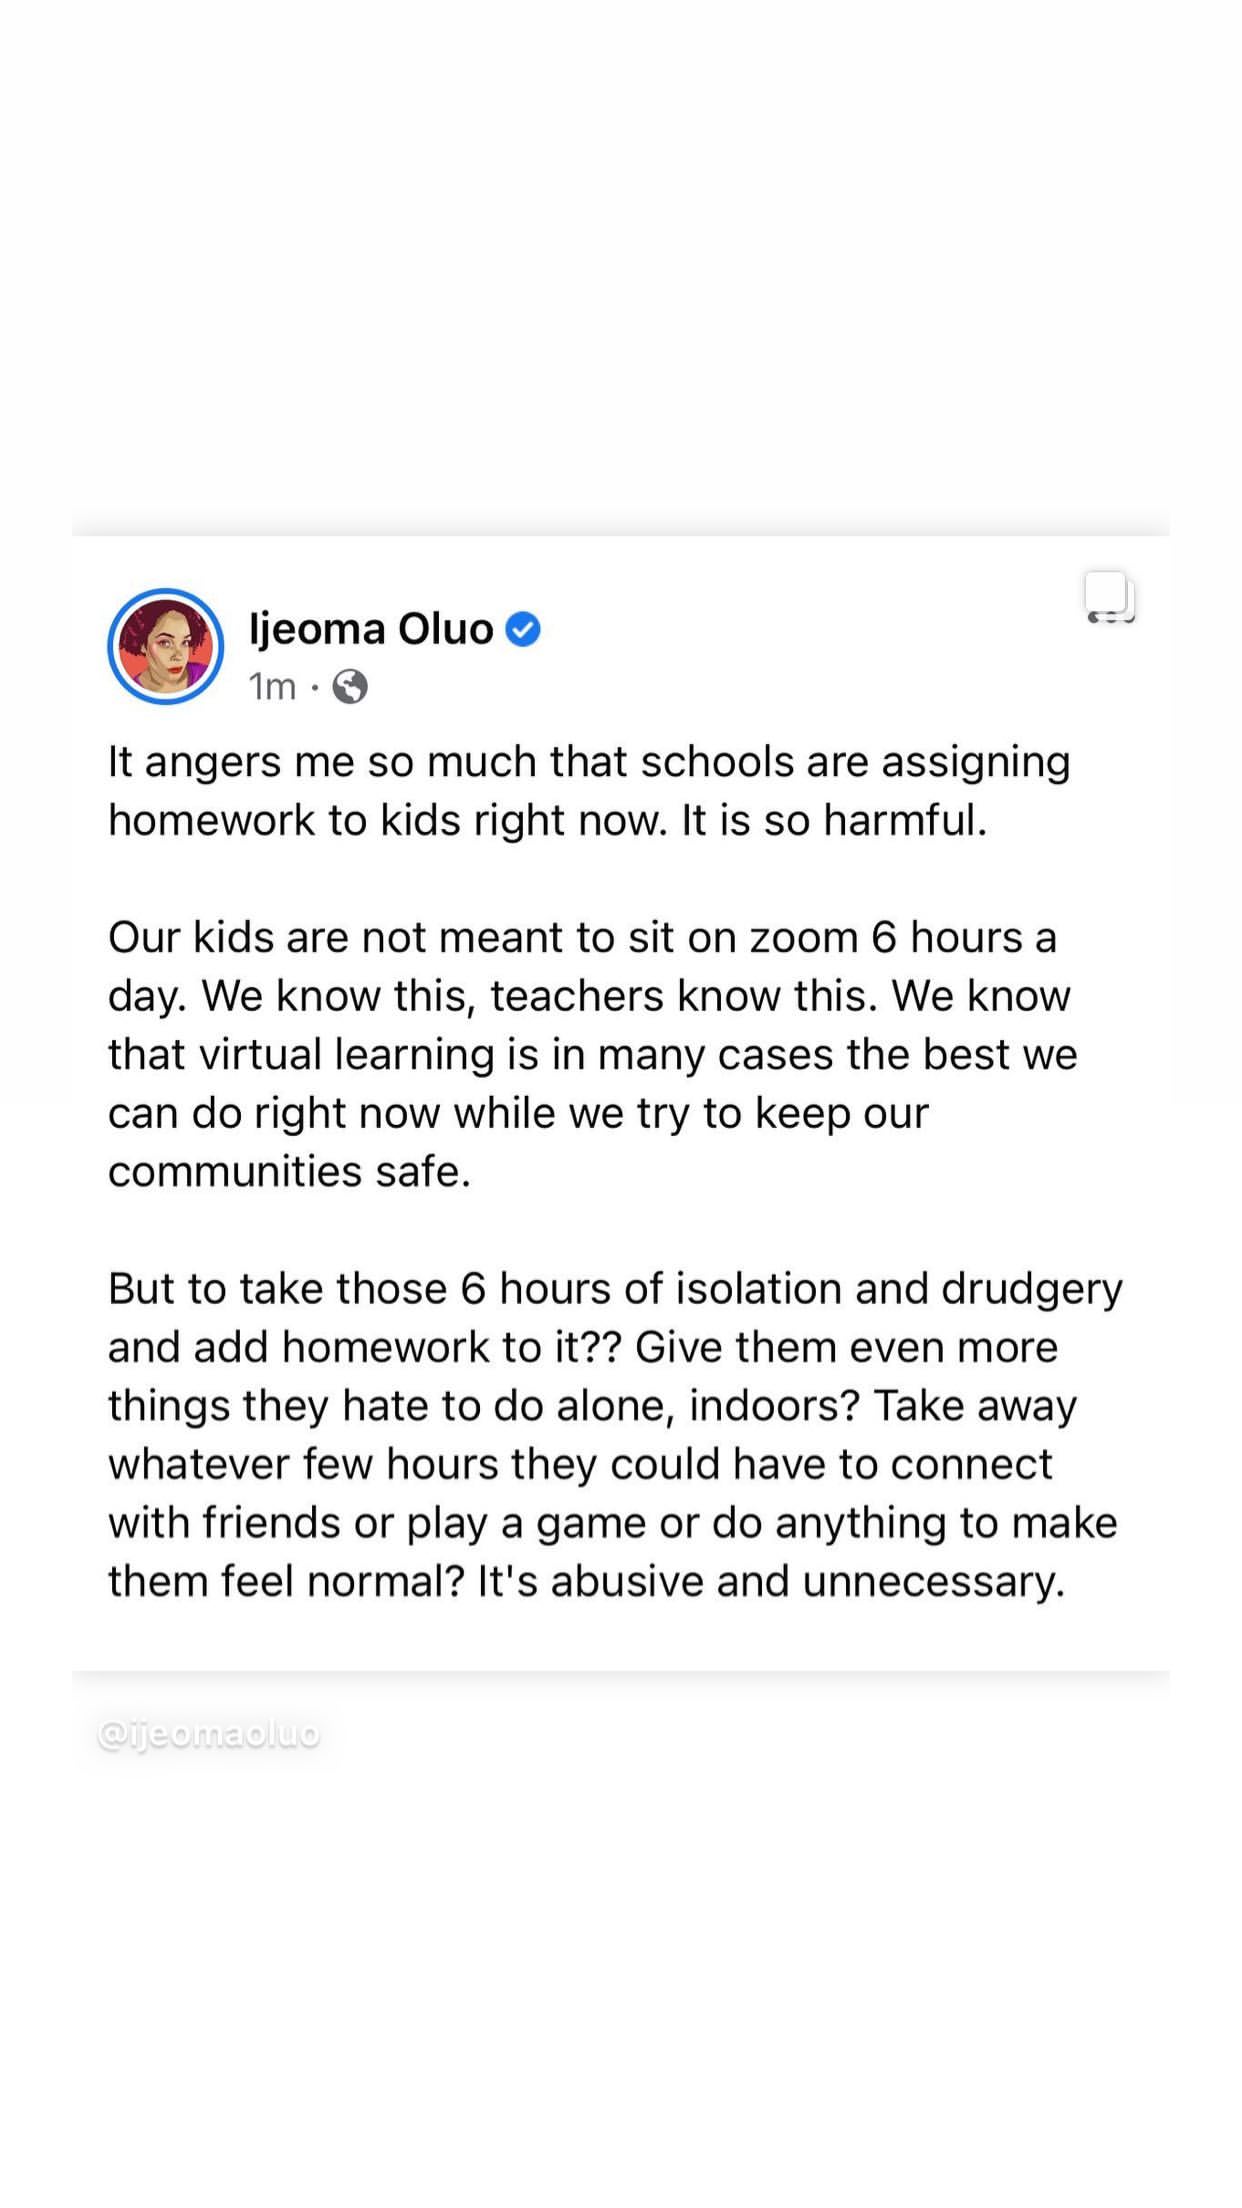 Ijeoma Oluo
1m ·
It angers me so much that schools are assigning
homework to kids right now. It is so harmful.
Our kids are not meant to sit on zoom 6 hours a
day. We know this, teachers know this. We know
that virtual learning is in many cases the best we
can do right now while we try to keep our
communities safe.
But to take those 6 hours of isolation and drudgery
and add homework to it?? Give them even more
things they hate to do alone, indoors? Take away
whatever few hours they could have to connect
with friends or play a game or do anything to make
them feel normal? It's abusive and unnecessary.
@ijeomaoluo